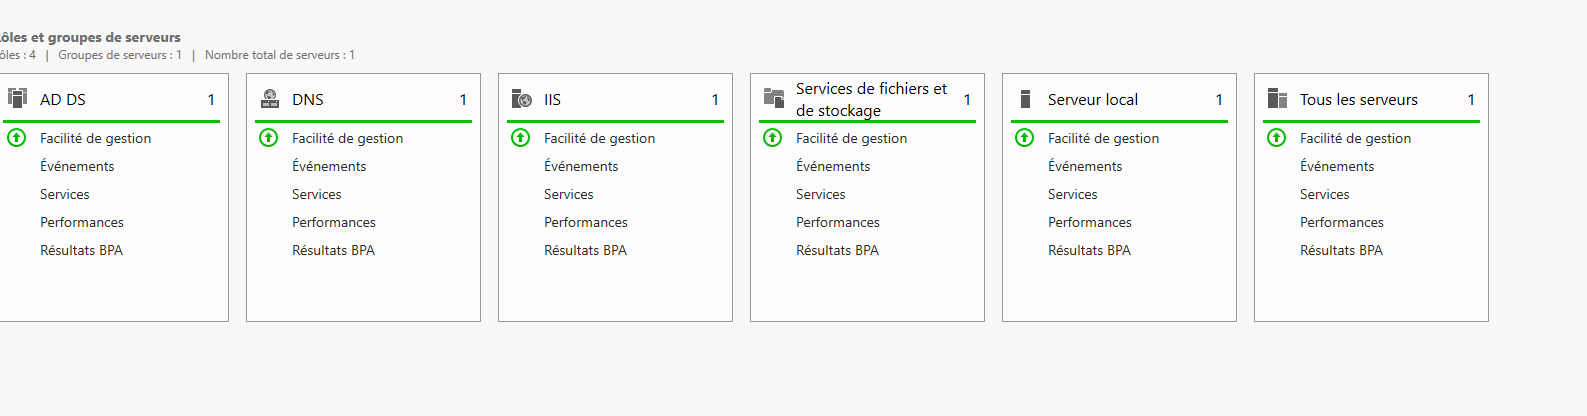 ôles et groupes de serveurs
ôles : 4 | Groupes de serveurs : 1 | Nombre total de serveurs : 1
AD DS 1
Facilité de gestion
Événements
Services
Performances
Résultats BPA
DNS 1
Facilité de gestion
Événements
Services
Performances
Résultats BPA
IIS 1
Facilité de gestion
Événements
Services
Performances
Résultats BPA
Services de fichiers et
de stockage 1
Facilité de gestion
Événements
Services
Performances
Résultats BPA
Serveur local 1
Facilité de gestion
Événements
Services
Performances
Résultats BPA
Tous les serveurs 1
Facilité de gestion
Événements
Services
Performances
Résultats BPA